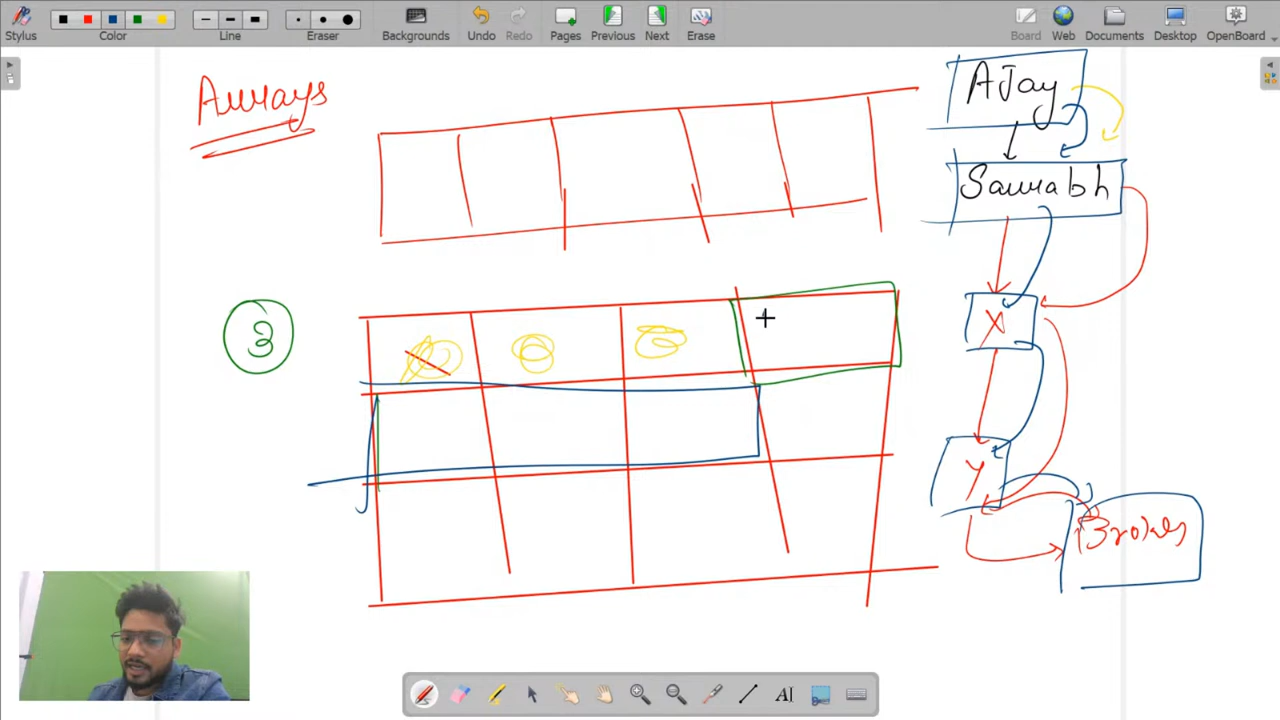 Stylus
Color
Line
Eraser
Backgrounds
Undo
Redo
Pages
Previous
Next
Erase
Board
Web
Documents
Desktop
OpenBoard
Arrays
AJay
Saurabh
3
X
Y
AI